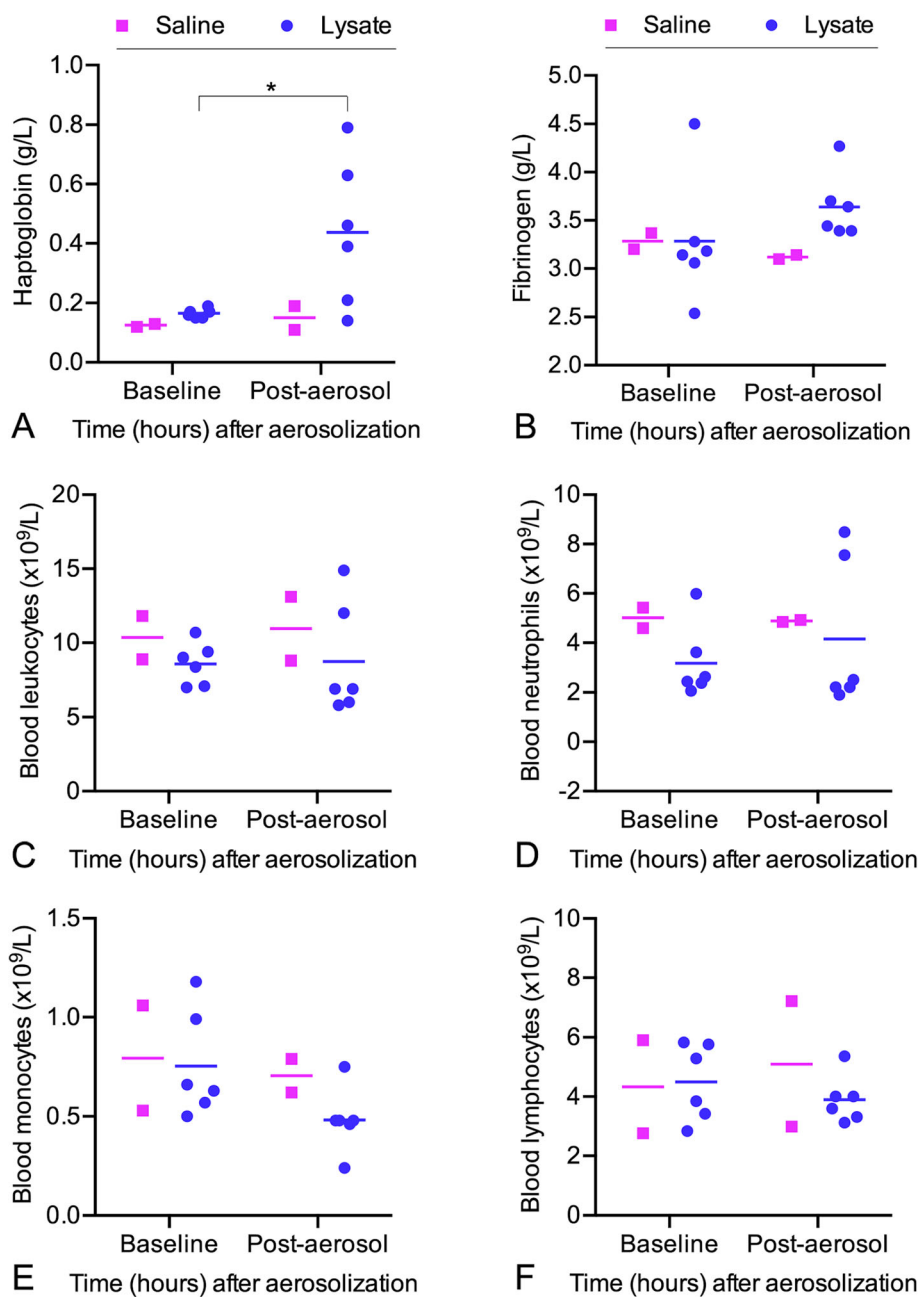 Saline Lysate
Saline Lysate
Haptoglobin (g/L)
1.0
0.8
0.6
0.4
0.2
0.0
*
Baseline Post-aerosol
A Time (hours) after aerosolization
Fibrinogen (g/L)
5.0
4.5
4.0
3.5
3.0
2.5
2.0
Baseline Post-aerosol
B Time (hours) after aerosolization
Blood leukocytes (x10⁹/L)
20
15
10
5
0
Baseline Post-aerosol
C Time (hours) after aerosolization
Blood neutrophils (x10⁹/L)
10
8
6
4
2
0
-2
Baseline Post-aerosol
D Time (hours) after aerosolization
Blood monocytes (x10⁹/L)
1.5
1.0
0.5
0.0
Baseline Post-aerosol
E Time (hours) after aerosolization
Blood lymphocytes (x10⁹/L)
10
8
6
4
2
0
Baseline Post-aerosol
F Time (hours) after aerosolization